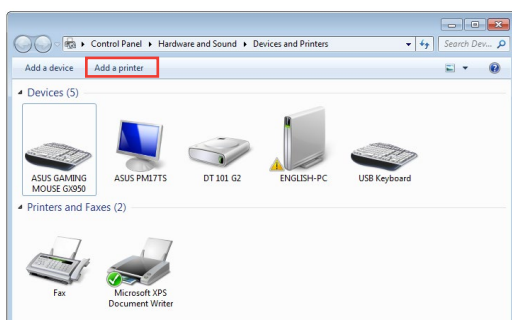 Control Panel ▸ Hardware and Sound ▸ Devices and Printers
Search Dev...
Add a device
Add a printer
Devices (5)
ASUS GAMING
MOUSE GX950
ASUS PM17TS
DT 101 G2
ENGLISH-PC
USB Keyboard
Printers and Faxes (2)
Fax
Microsoft XPS
Document Writer